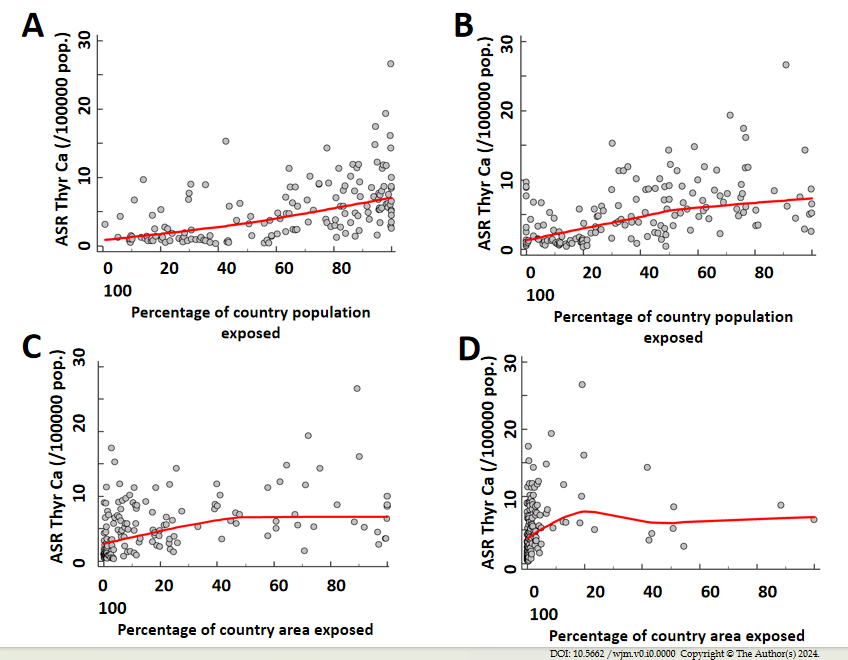 A
B
ASR Thyr Ca (/100000 pop.)
30
20
10
0
0 20 40 60 80
100
Percentage of country population
exposed
ASR Thyr Ca (/100000 pop.)
30
20
10
0
0 20 40 60 80
100
Percentage of country population
exposed
C
D
ASR Thyr Ca (/100000 pop.)
30
20
10
0
0 20 40 60 80
100
Percentage of country area exposed
ASR Thyr Ca (/100000 pop.)
30
20
10
0
0 20 40 60 80
100
Percentage of country area exposed
DOI: 10.5662 /wjm.v0.i0.0000 Copyright © The Author(s) 2024.